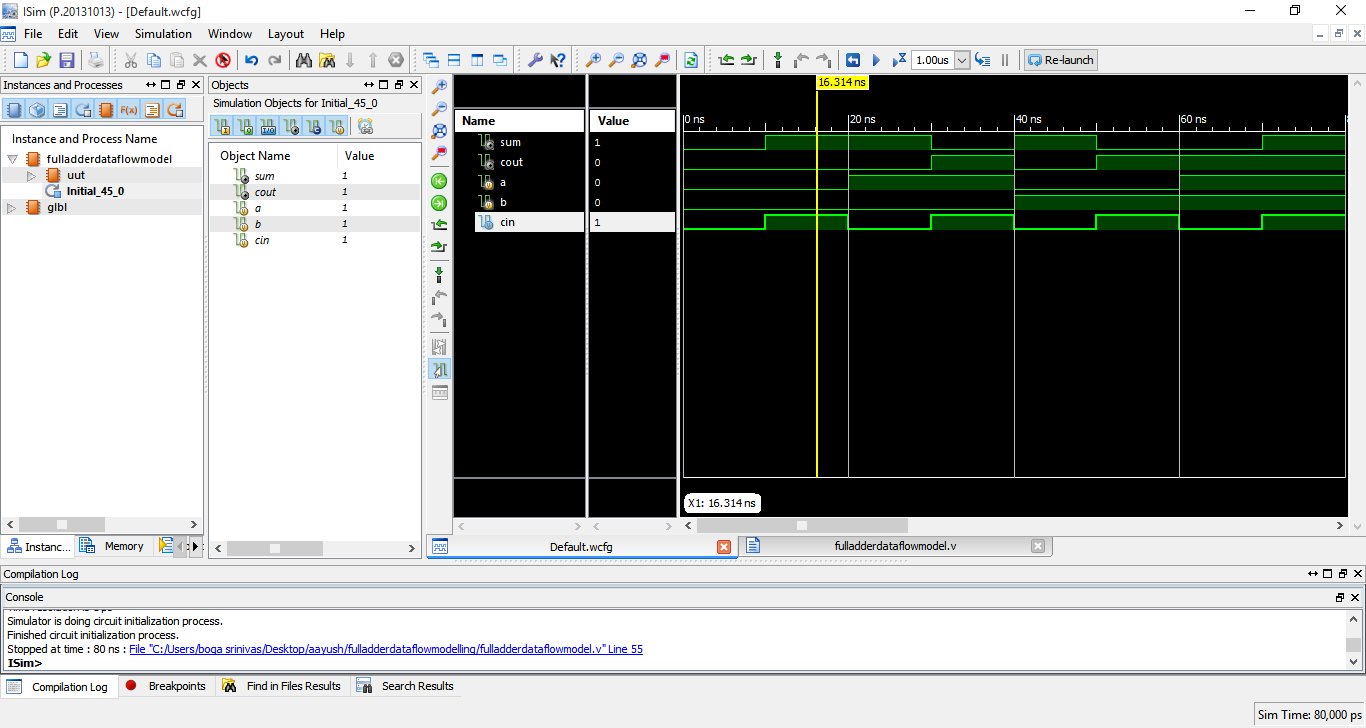 ISim (P.20131013) - [Default.wcfg]
File Edit View Simulation Window Layout Help
1.00us
Re-launch
Instances and Processes
F(x)
Instance and Process Name
fulladderdataflowmodel
uut
Initial_45_0
glbl
Instanc...
Memory
Objects
Simulation Objects for Initial_45_0
Object Name Value
sum 1
cout 1
a 1
b 1
cin 1
Name Value
sum 1
cout 0
a 0
b 0
cin 1
16.314 ns
0 ns 20 ns 40 ns 60 ns
X1: 16.314 ns
Default.wcfg
fulladderdataflowmodel.v
Compilation Log
Console
Simulator is doing circuit initialization process.
Finished circuit initialization process.
Stopped at time : 80 ns : File "C:/Users/boga srinivas/Desktop/aayush/fulladderdataflowmodelling/fulladderdataflowmodel.v" Line 55
ISim>
Compilation Log Breakpoints Find in Files Results Search Results
Sim Time: 80,000 ps